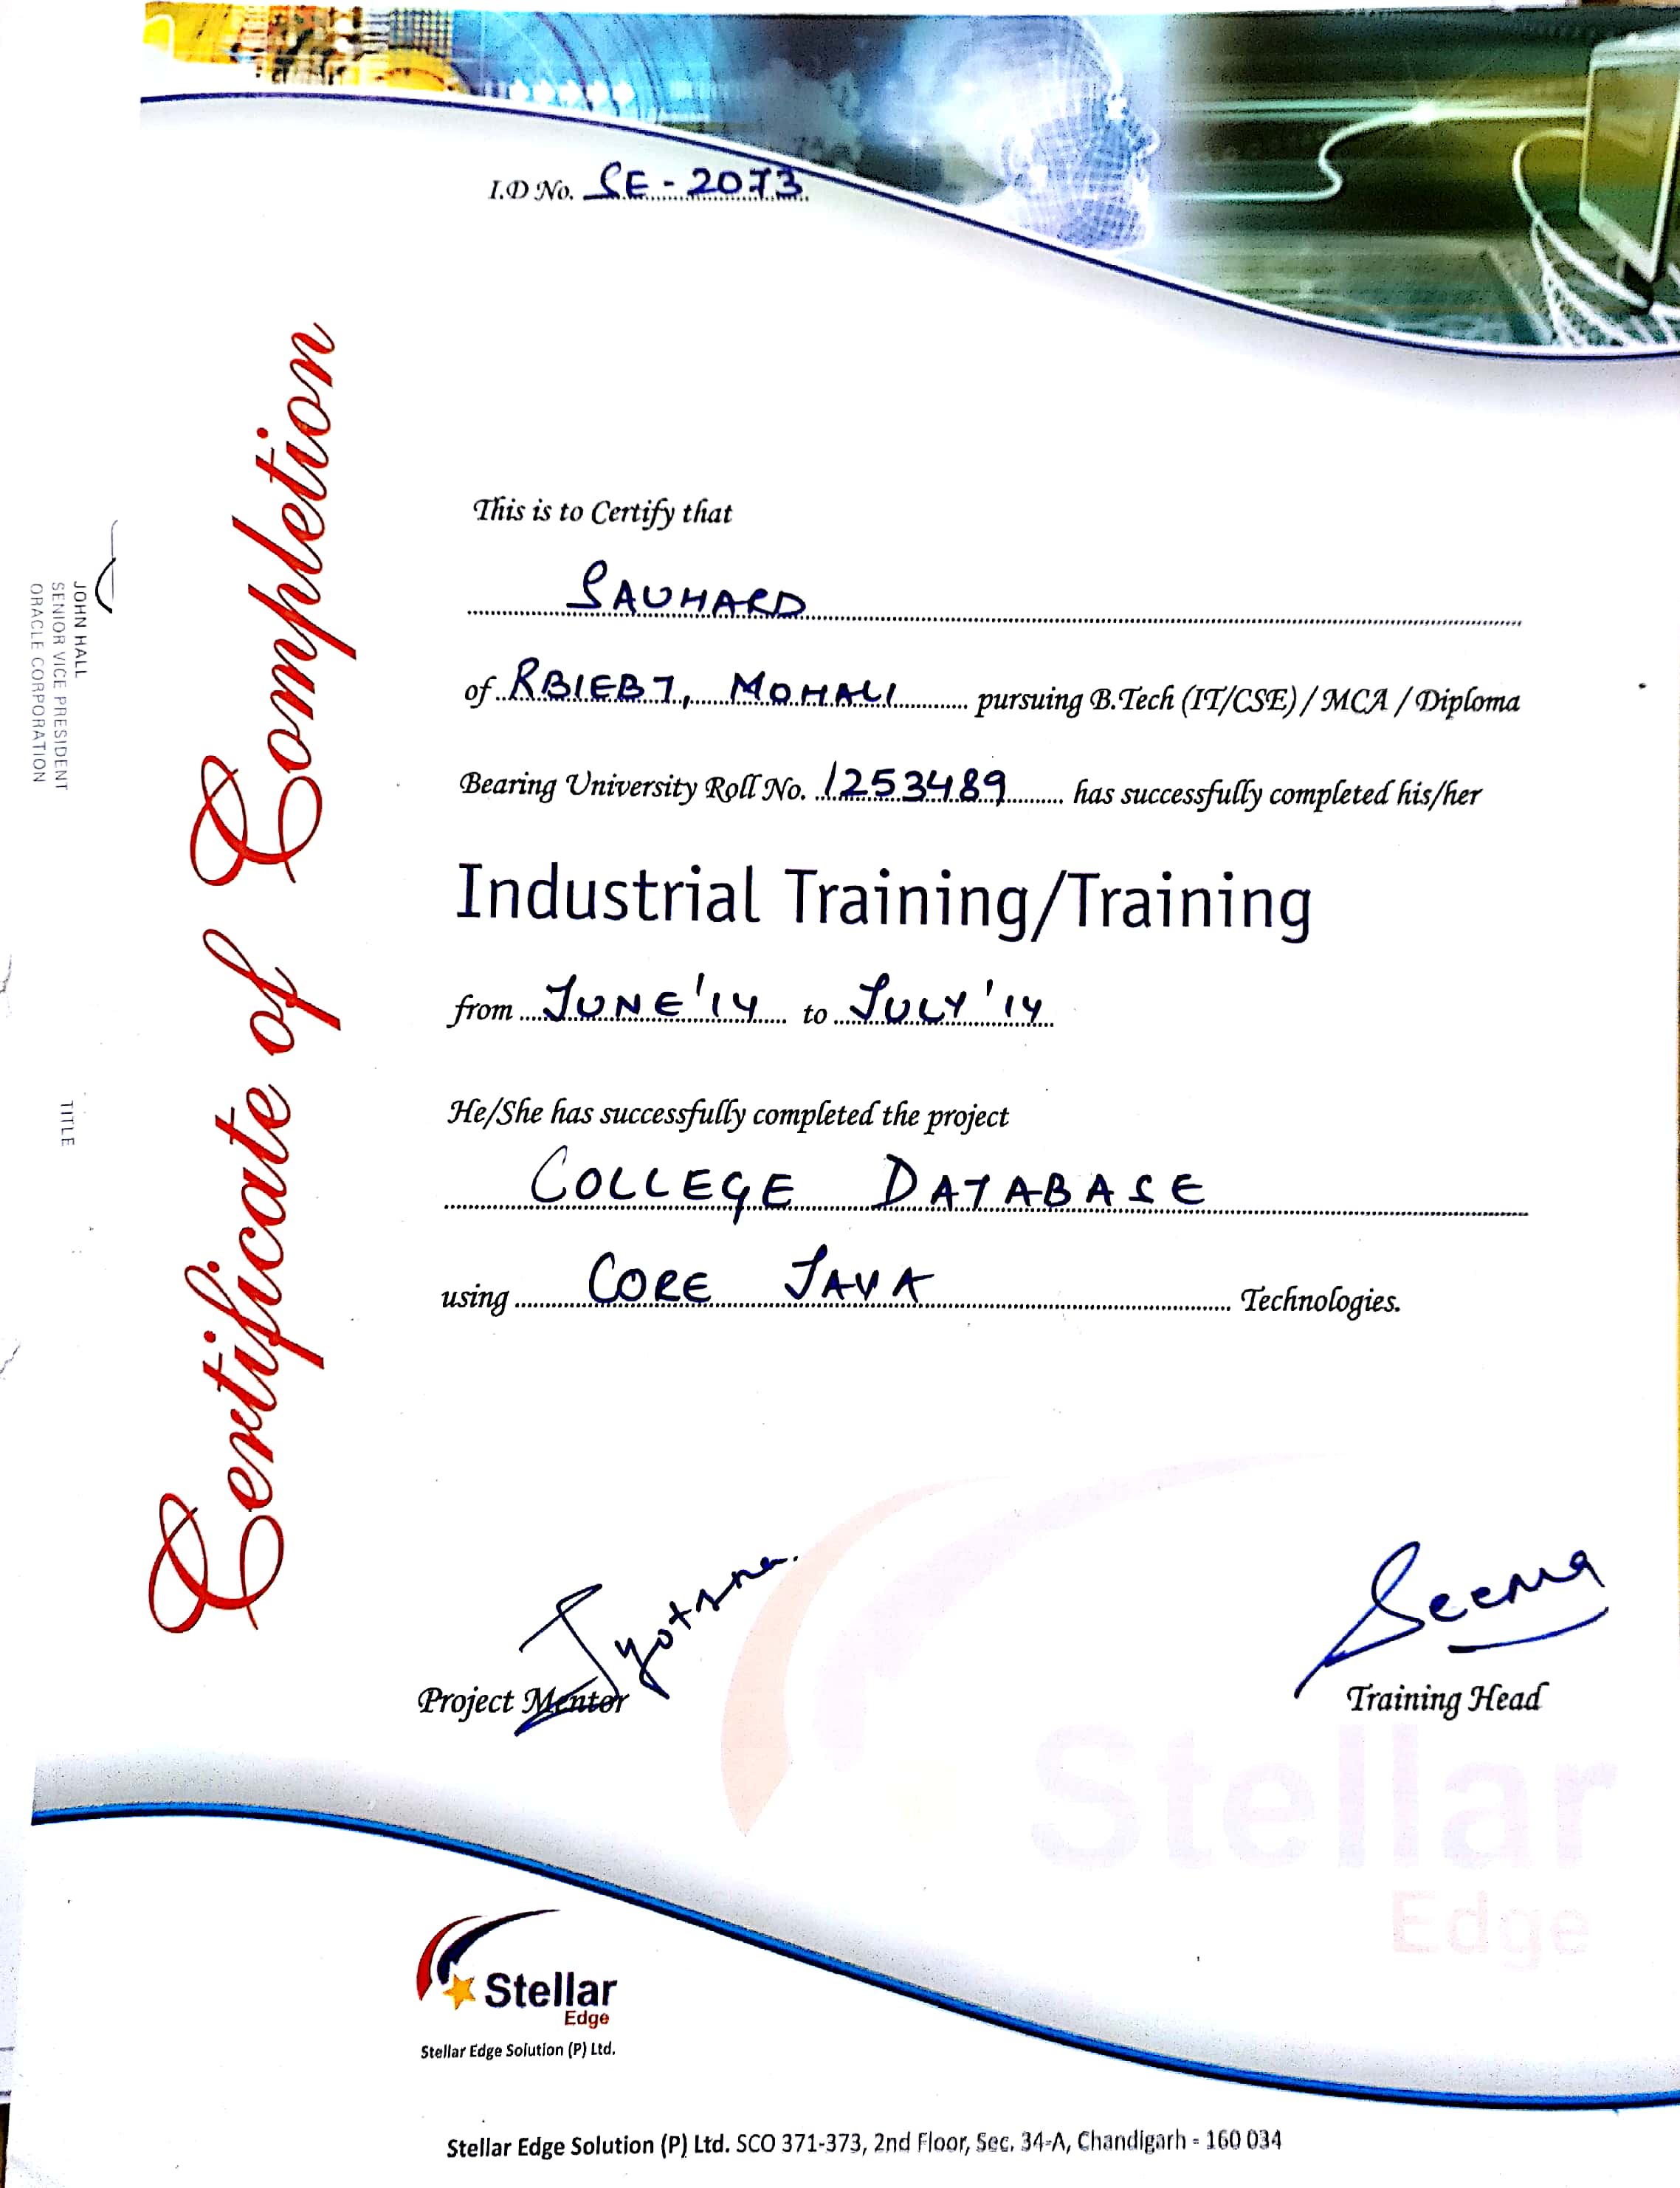 I.D No. SE-2073
Certificate of Completion
This is to Certify that
SAUHARD
of RBIEBT, MOHALI pursuing B.Tech (IT/CSE) / MCA / Diploma
Bearing University Roll No. 1253489 has successfully completed his/her
Industrial Training/Training
from JUNE'14 to JULY'14
He/She has successfully completed the project
COLLEGE DATABASE
using CORE JAVA Technologies.
Jyotsna
Seema
Project Mentor
Training Head
Stellar
Edge
Stellar
Edge
Stellar Edge Solution (P) Ltd.
Stellar Edge Solution (P) Ltd. SCO 371-373, 2nd Floor, Sec. 34-A, Chandigarh - 160 034
JOHN HALL
SENIOR VICE PRESIDENT
ORACLE CORPORATION
TITLE